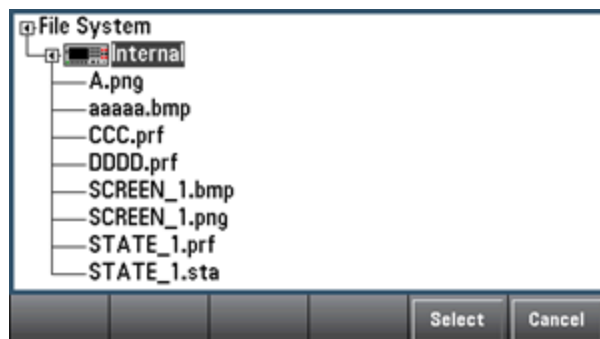 File System
Internal
A.png
aaaaa.bmp
CCC.prf
DDDD.prf
SCREEN_1.bmp
SCREEN_1.png
STATE_1.prf
STATE_1.sta
Select Cancel